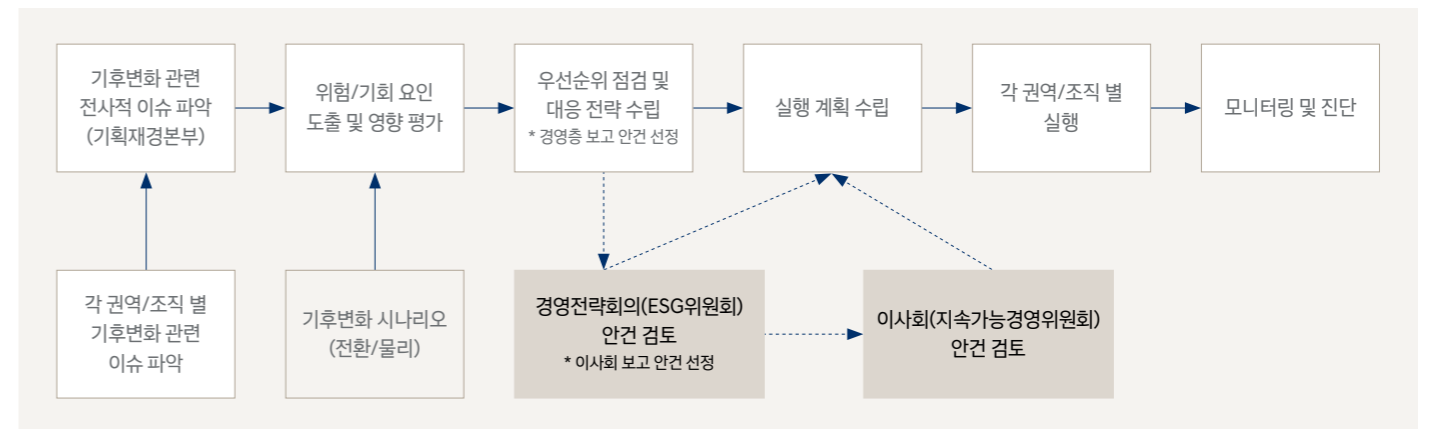 기후변화 관련
전사적 이슈 파악
(기획재경본부)
위험/기회 요인
도출 및 영향 평가
우선순위 점검 및
대응 전략 수립
* 경영층 보고 안건 선정
실행 계획 수립
각 권역/조직 별
실행
모니터링 및 진단
각 권역/조직 별
기후변화 관련
이슈 파악
기후변화 시나리오
(전환/물리)
경영전략회의(ESG위원회)
안건 검토
* 이사회 보고 안건 선정
이사회(지속가능경영위원회)
안건 검토